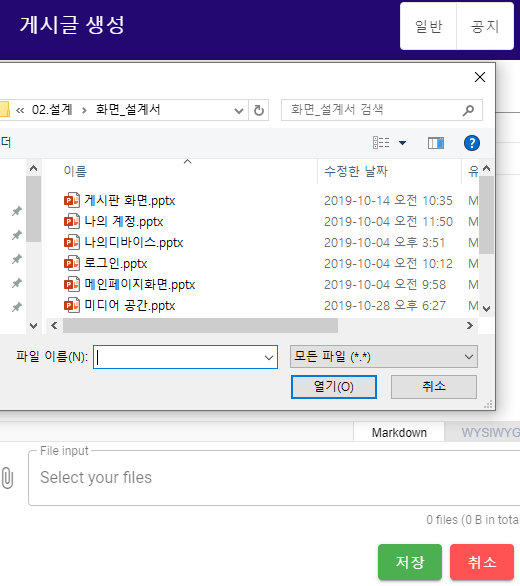 게시글 생성
일반 공지
« 02.설계 › 화면_설계서
화면_설계서 검색
더
이름 수정한 날짜 유
게시판 화면.pptx 2019-10-14 오전 10:35 M
나의 계정.pptx 2019-10-04 오전 11:50 M
나의디바이스.pptx 2019-10-04 오후 3:51 M
로그인.pptx 2019-10-04 오전 10:12 M
메인페이지화면.pptx 2019-10-04 오전 9:58 M
미디어 공간.pptx 2019-10-28 오후 6:27 M
파일 이름(N): 모든 파일 (*.*)
열기(O) 취소
Markdown WYSIWYG
File input
Select your files
0 files (0 B in tota
저장 취소